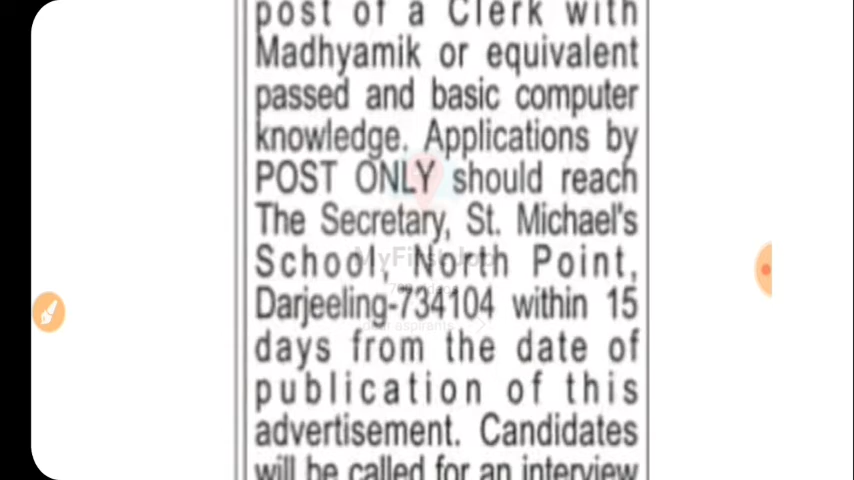 post of a Clerk with
Madhyamik or equivalent
passed and basic computer
knowledge. Applications by
POST ONLY should reach
The Secretary, St. Michael's
School, North Point,
MyFirstJob
Darjeeling-734104 within 15
aspirants
days from the date of
publication of this
advertisement. Candidates
will be called for an interview